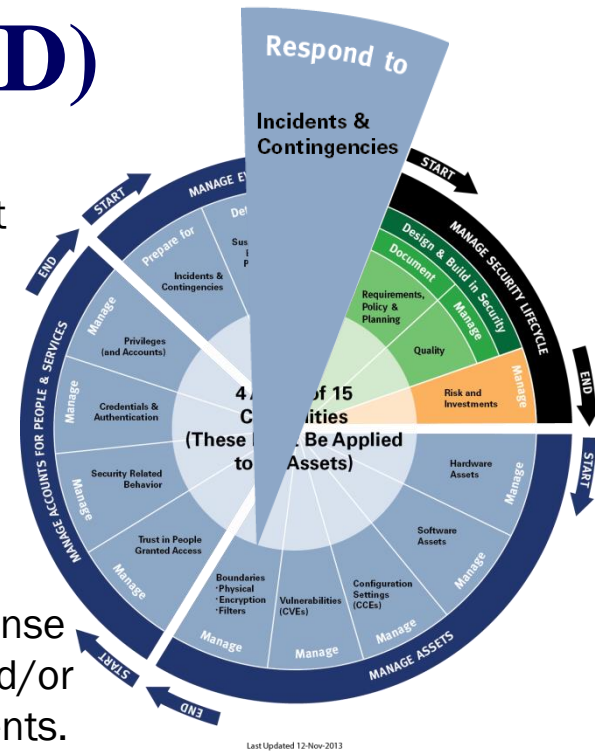 D)
t
nse
d/or
nts.
Respond to
Incidents &
Contingencies
START
MANAGE SECURITY LIFECYCLE
Design & Build in Security
Document
Requirements,
Policy &
Planning
Manage
Quality
Manage
Risk and
Investments
END
START
Hardware
Assets
Manage
Software
Assets
Manage
Configuration
Settings
(CCEs)
Manage
Vulnerabilities
(CVEs)
Manage
Boundaries
·Physical
·Encryption
·Filters
Manage
MANAGE ASSETS
END
START
Trust in People
Granted Access
Manage
Security Related
Behavior
Manage
Credentials &
Authentication
Manage
Privileges
(and Accounts)
Manage
MANAGE ACCOUNTS FOR PEOPLE & SERVICES
END
START
MANAGE EV
Prepare for
Incidents &
Contingencies
De
Sus
4 A of 15
C lities
(These Be Applied
to Assets)
Last Updated 12-Nov-2013